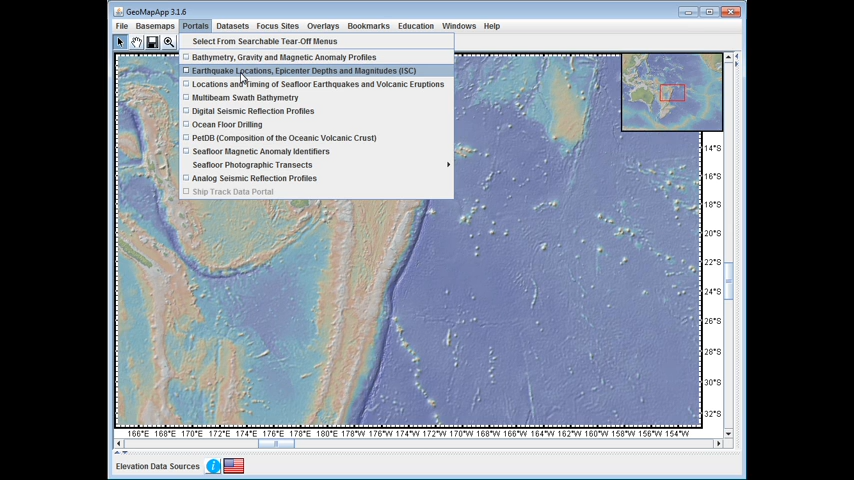 GeoMapApp 3.1.6
File Basemaps Portals Datasets Focus Sites Overlays Bookmarks Education Windows Help
Select From Searchable Tear-Off Menus
Bathymetry, Gravity and Magnetic Anomaly Profiles
Earthquake Locations, Epicenter Depths and Magnitudes (ISC)
Locations and Timing of Seafloor Earthquakes and Volcanic Eruptions
Multibeam Swath Bathymetry
Digital Seismic Reflection Profiles
Ocean Floor Drilling
PetDB (Composition of the Oceanic Volcanic Crust)
Seafloor Magnetic Anomaly Identifiers
Seafloor Photographic Transects
Analog Seismic Reflection Profiles
Ship Track Data Portal
14°S
16°S
18°S
20°S
22°S
24°S
26°S
28°S
30°S
32°S
166°E 168°E 170°E 172°E 174°E 176°E 178°E 180°E 178°W 176°W 174°W 172°W 170°W 168°W 166°W 164°W 162°W 160°W 158°W 156°W 154°W
Elevation Data Sources